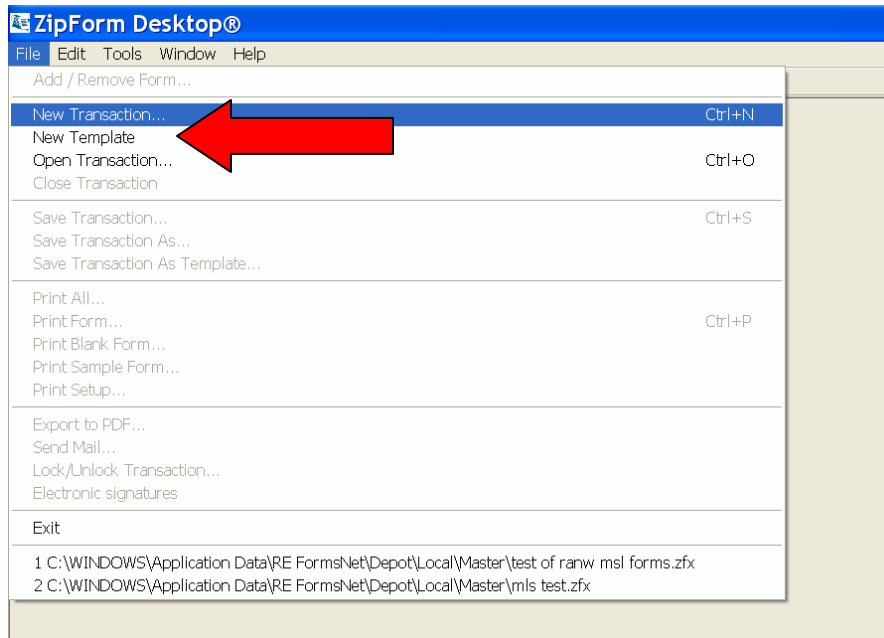 ZipForm Desktop®
File Edit Tools Window Help
Add / Remove Form...
New Transaction... Ctrl+N
New Template
Open Transaction... Ctrl+O
Close Transaction
Save Transaction... Ctrl+S
Save Transaction As...
Save Transaction As Template...
Print All...
Print Form... Ctrl+P
Print Blank Form...
Print Sample Form...
Print Setup...
Export to PDF...
Send Mail...
Lock/Unlock Transaction...
Electronic signatures
Exit
1 C:\WINDOWS\Application Data\RE FormsNet\Depot\Local\Master\test of ranw msl forms.zfx
2 C:\WINDOWS\Application Data\RE FormsNet\Depot\Local\Master\mls test.zfx